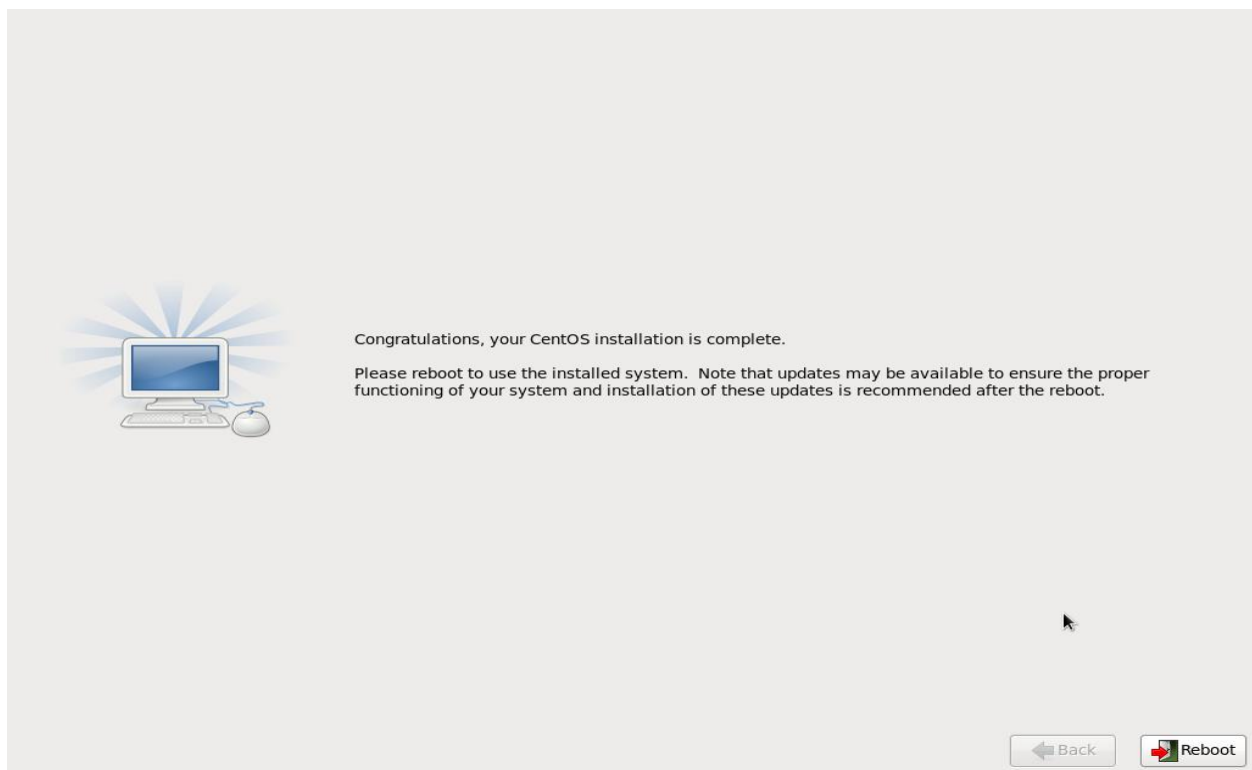 Congratulations, your CentOS installation is complete.
Please reboot to use the installed system.  Note that updates may be available to ensure the proper
functioning of your system and installation of these updates is recommended after the reboot.
Back
Reboot